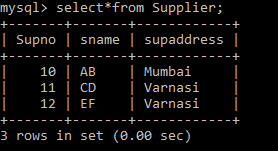 mysql> select*from Supplier;
+-------+-------+------------+
| Supno | sname | supaddress |
+-------+-------+------------+
|    10 | AB    | Mumbai     |
|    11 | CD    | Varnasi    |
|    12 | EF    | Varnasi    |
+-------+-------+------------+
3 rows in set (0.00 sec)